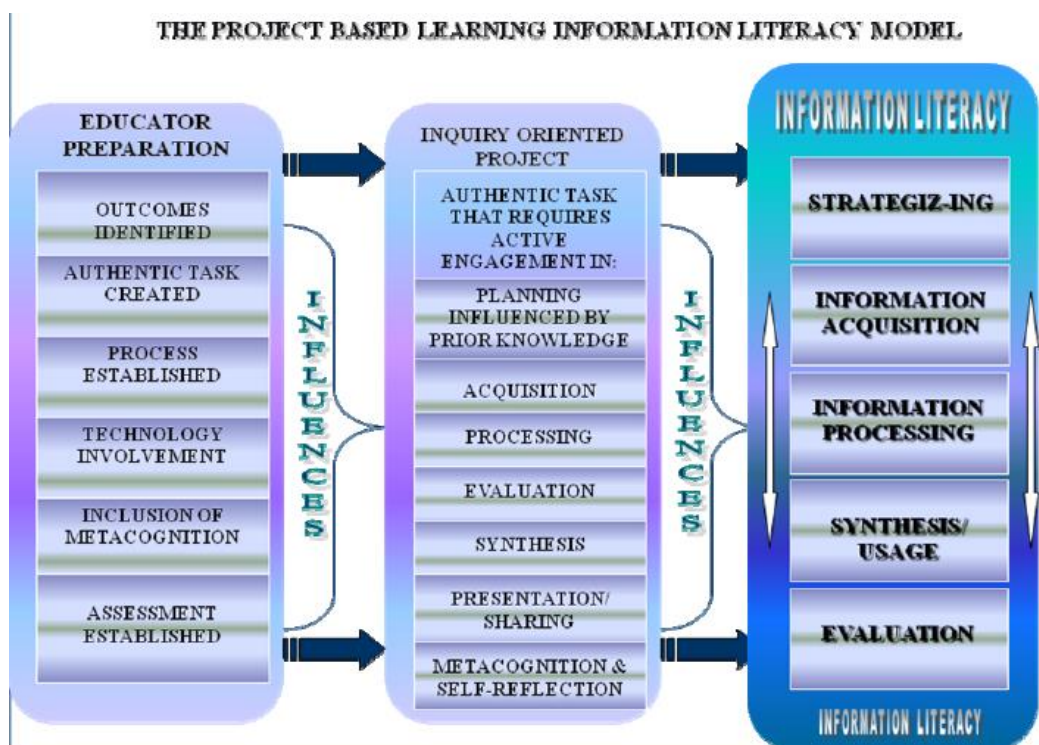 THE PROJECT BASED LEARNING INFORMATION LITERACY MODEL
EDUCATOR
PREPARATION
OUTCOMES
IDENTIFIED
AUTHENTIC TASK
CREATED
PROCESS
ESTABLISHED
TECHNOLOGY
INVOLVEMENT
INCLUSION OF
METACOGNITION
ASSESSMENT
ESTABLISHED
INFLUENCES
INQUIRY ORIENTED
PROJECT
AUTHENTIC TASK
THAT REQUIRES
ACTIVE
ENGAGEMENT IN:
PLANNING
INFLUENCED BY
PRIOR KNOWLEDGE
ACQUISITION
PROCESSING
EVALUATION
SYNTHESIS
PRESENTATION/
SHARING
METACOGNITION &
SELF-REFLECTION
INFLUENCES
INFORMATION LITERACY
STRATEGIZ-ING
INFORMATION
ACQUISITION
INFORMATION
PROCESSING
SYNTHESIS/
USAGE
EVALUATION
INFORMATION LITERACY